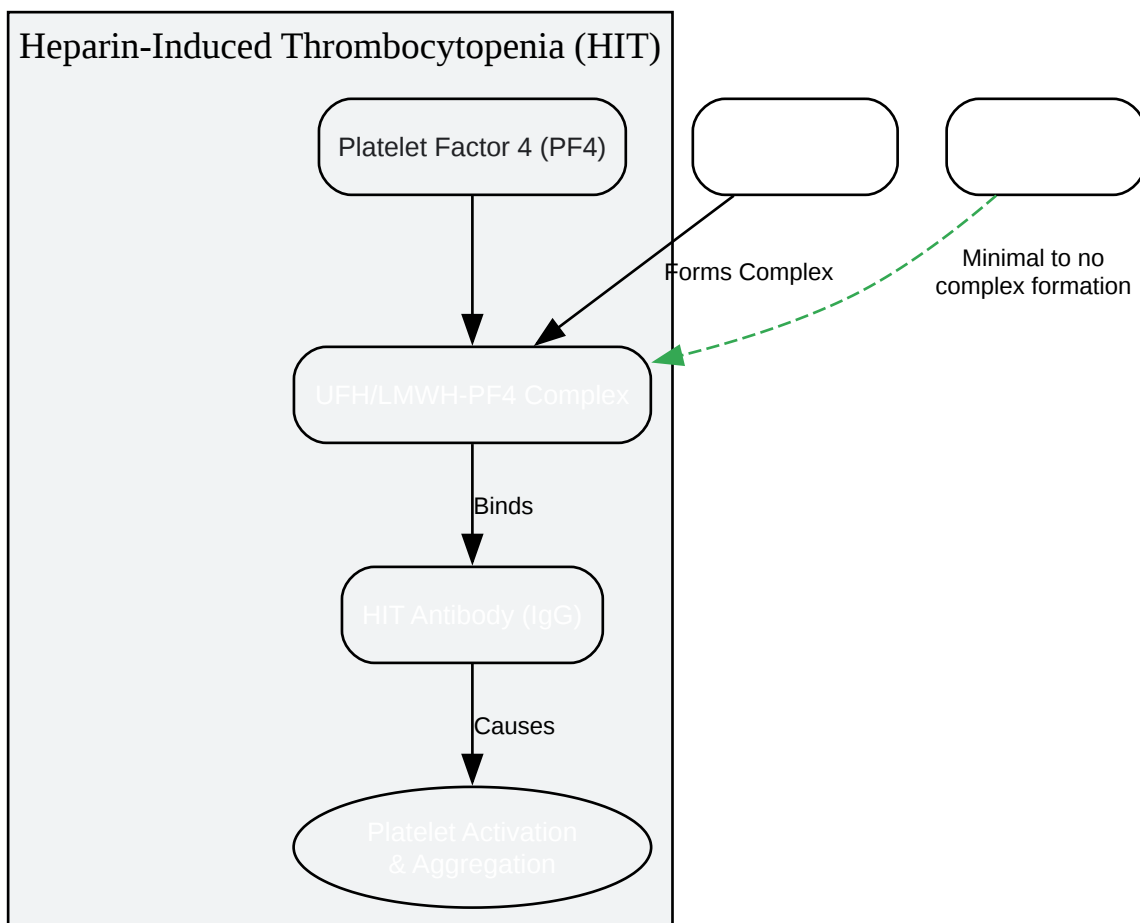 Heparin-Induced Thrombocytopenia (HIT)
Platelet Factor 4 (PF4)
Forms Complex
Minimal to no
complex formation
UFH/LMWH-PF4 Complex
Binds
HIT Antibody (IgG)
Causes
Platelet Activation
& Aggregation